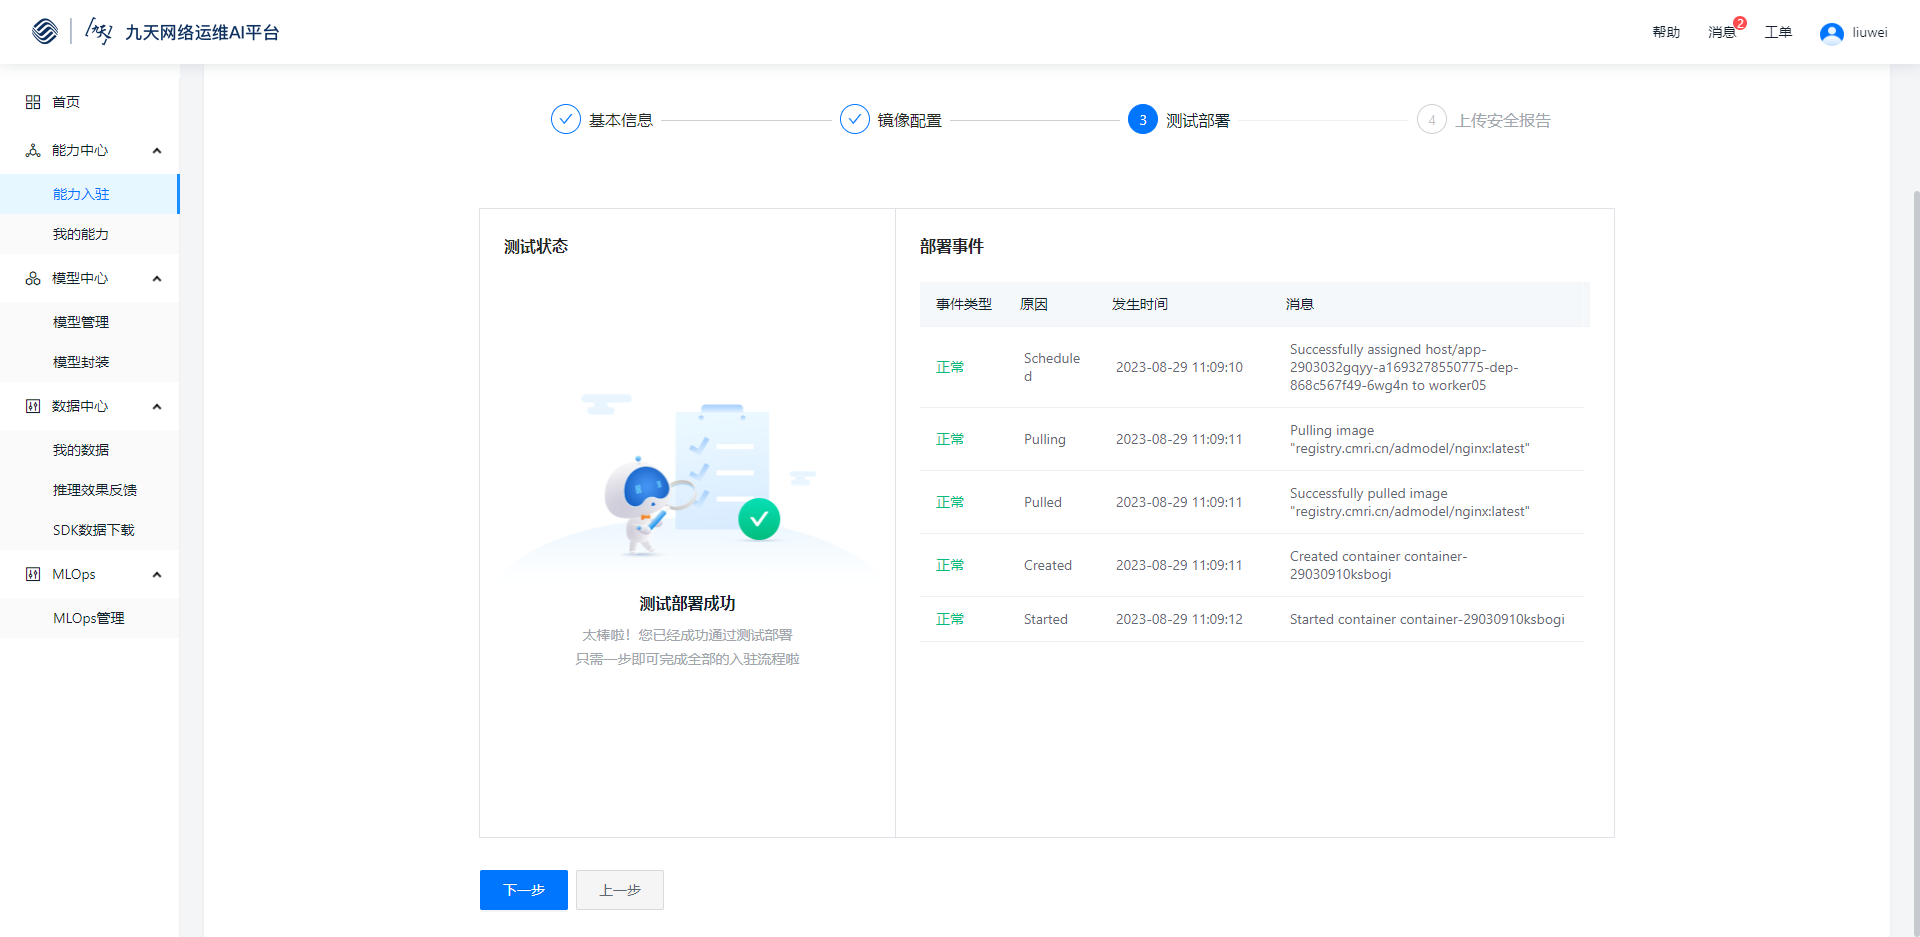 九天 九天网络运维AI平台
帮助 消息 2 工单 liuwei
首页
能力中心
能力入驻
我的能力
模型中心
模型管理
模型封装
数据中心
我的数据
推理效果反馈
SDK数据下载
MLOps
MLOps管理
基本信息 镜像配置 3 测试部署 4 上传安全报告
测试状态
测试部署成功
太棒啦！您已经成功通过测试部署
只需一步即可完成全部的入驻流程啦
部署事件
事件类型 原因 发生时间 消息
正常 Schedule
d 2023-08-29 11:09:10 Successfully assigned host/app-
2903032gqyy-a1693278550775-dep-
868c567f49-6wg4n to worker05
正常 Pulling 2023-08-29 11:09:11 Pulling image
"registry.cmri.cn/admodel/nginx:latest"
正常 Pulled 2023-08-29 11:09:11 Successfully pulled image
"registry.cmri.cn/admodel/nginx:latest"
正常 Created 2023-08-29 11:09:11 Created container container-
29030910ksbogi
正常 Started 2023-08-29 11:09:12 Started container container-29030910ksbogi
下一步 上一步